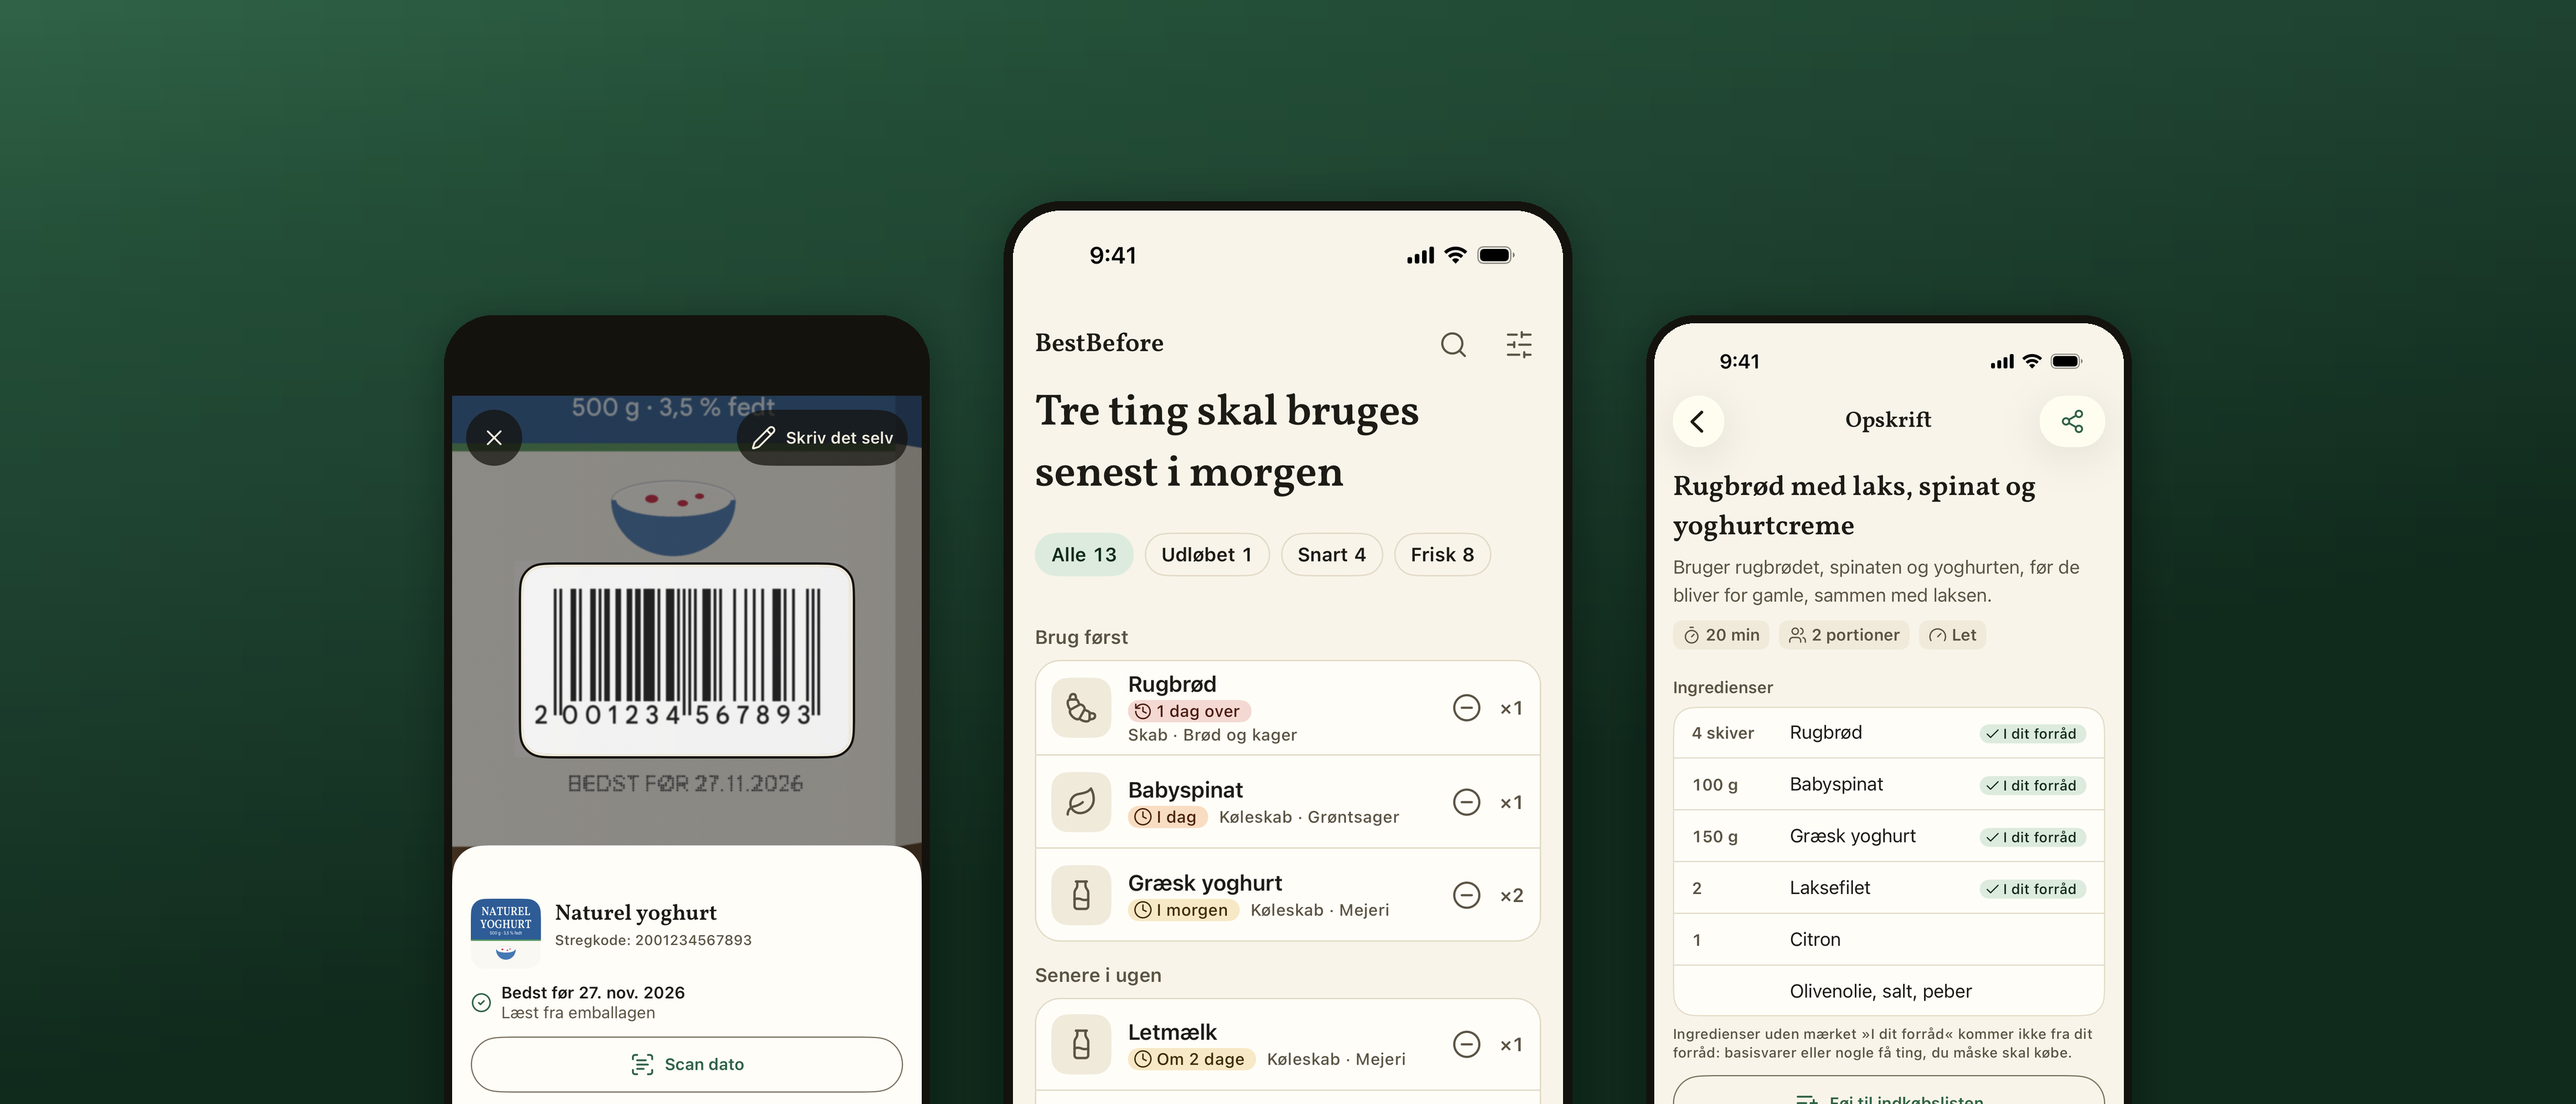 500 g · 3,5 % fedt
Skriv det selv
2 001234 567893
BEDST FØR 27.11.2026
NATUREL
YOGHURT
500 g · 3,5 % fedt
Naturel yoghurt
Stregkode: 2001234567893
Bedst før 27. nov. 2026
Læst fra emballagen
Scan dato
9:41
BestBefore
Tre ting skal bruges
senest i morgen
Alle 13
Udløbet 1
Snart 4
Frisk 8
Brug først
Rugbrød
1 dag over
Skab · Brød og kager
×1
Babyspinat
I dag Køleskab · Grøntsager
×1
Græsk yoghurt
I morgen Køleskab · Mejeri
×2
Senere i ugen
Letmælk
Om 2 dage Køleskab · Mejeri
×1
9:41
Opskrift
Rugbrød med laks, spinat og
yoghurtcreme
Bruger rugbrødet, spinaten og yoghurten, før de
bliver for gamle, sammen med laksen.
20 min
2 portioner
Let
Ingredienser
4 skiver Rugbrød I dit forråd
100 g Babyspinat I dit forråd
150 g Græsk yoghurt I dit forråd
2 Laksefilet I dit forråd
1 Citron
Olivenolie, salt, peber
Ingredienser uden mærket »I dit forråd« kommer ikke fra dit
forråd: basisvarer eller nogle få ting, du måske skal købe.
Føj til indkøbslisten